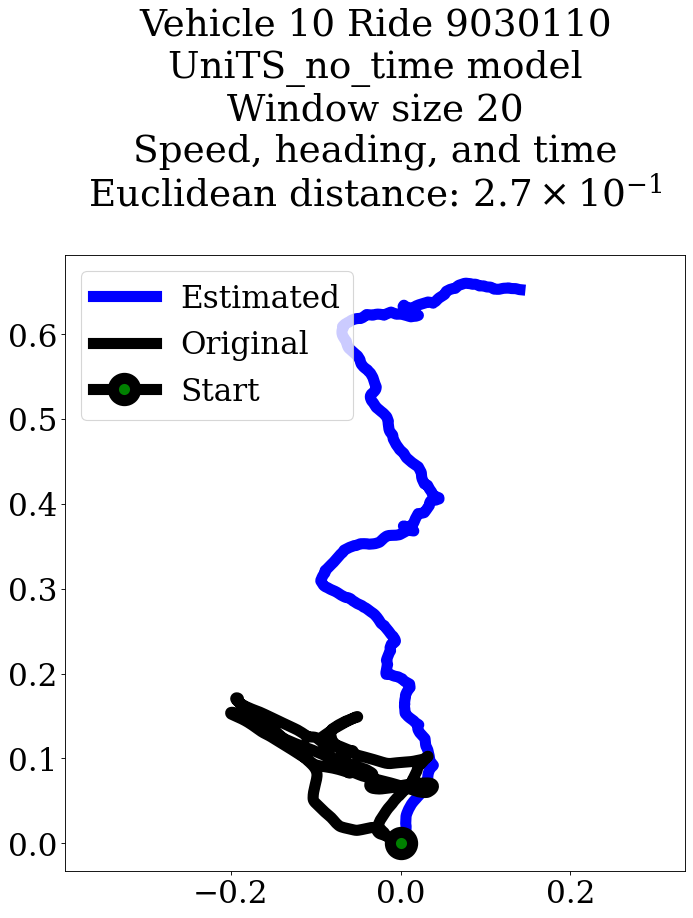 Vehicle 10 Ride 9030110
UniTS_no_time model
Window size 20
Speed, heading, and time
Euclidean distance: 2.7 × 10⁻¹
Estimated
Original
Start
0.6
0.5
0.4
0.3
0.2
0.1
0.0
−0.2 0.0 0.2